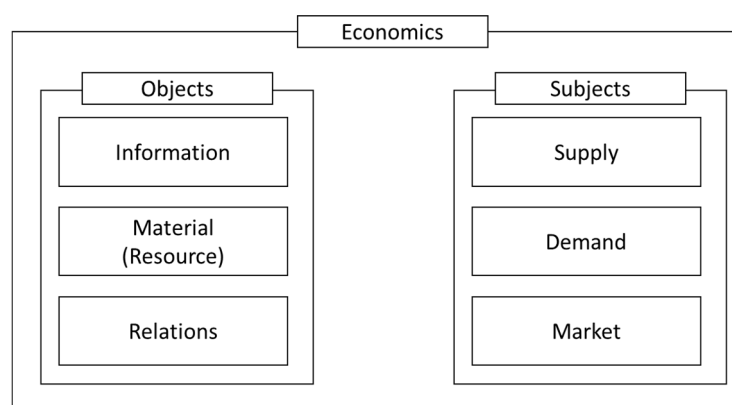 Economics
Objects
Information
Material
(Resource)
Relations
Subjects
Supply
Demand
Market